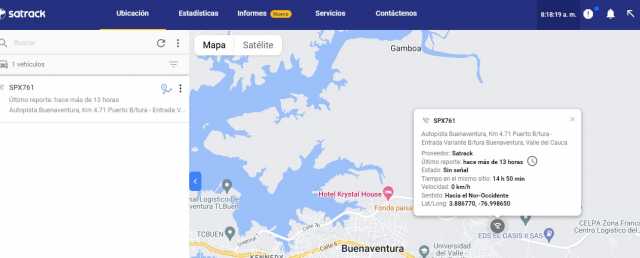 satrack
Ubicación
Estadísticas
Informes Nuevo
Servicios
Contáctenos
8:18:19 a. m.
Buscar
1 vehículos
SPX761
Último reporte: hace más de 13 horas
Autopista Buenaventura, Km 4.71 Puerto B/tura - Entrada V...
Mapa
Satélite
Gamboa
SPX761
Autopista Buenaventura, Km 4.71 Puerto B/tura -
Entrada Variante B/tura Buenaventura, Valle del Cauca
Proveedor: Satrack
Último reporte: hace más de 13 horas
Estado: Sin señal
Tiempo en el mismo sitio: 14 h 50 min
Velocidad: 0 km/h
Sentido: Hacia el Nor-Occidente
Lat/Long: 3.886770, -76.998650
Hotel Krystal House
Fonda paisa
Logístico de
ventura TLBuen
TCBUEN
Calle
Calle 6
Buenaventura
KENNEDY
EDS EL OASIS II SAS
CELPA Zona Franc
Centro Logístico del
Universidad
del Valle